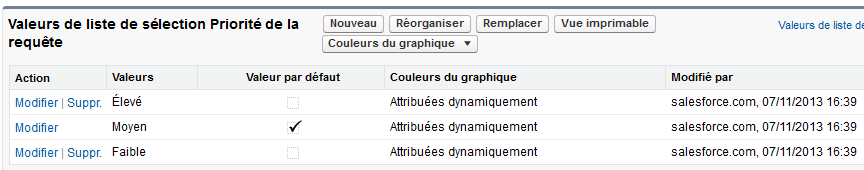 Valeurs de liste de sélection Priorité de la requête
Nouveau Réorganiser Remplacer Vue imprimable
Couleurs du graphique
Valeurs de liste de
Action Valeurs Valeur par défaut Couleurs du graphique Modifié par
Modifier | Suppr. Élevé Attribuées dynamiquement salesforce.com, 07/11/2013 16:39
Modifier Moyen Attribuées dynamiquement salesforce.com, 07/11/2013 16:39
Modifier | Suppr. Faible Attribuées dynamiquement salesforce.com, 07/11/2013 16:39